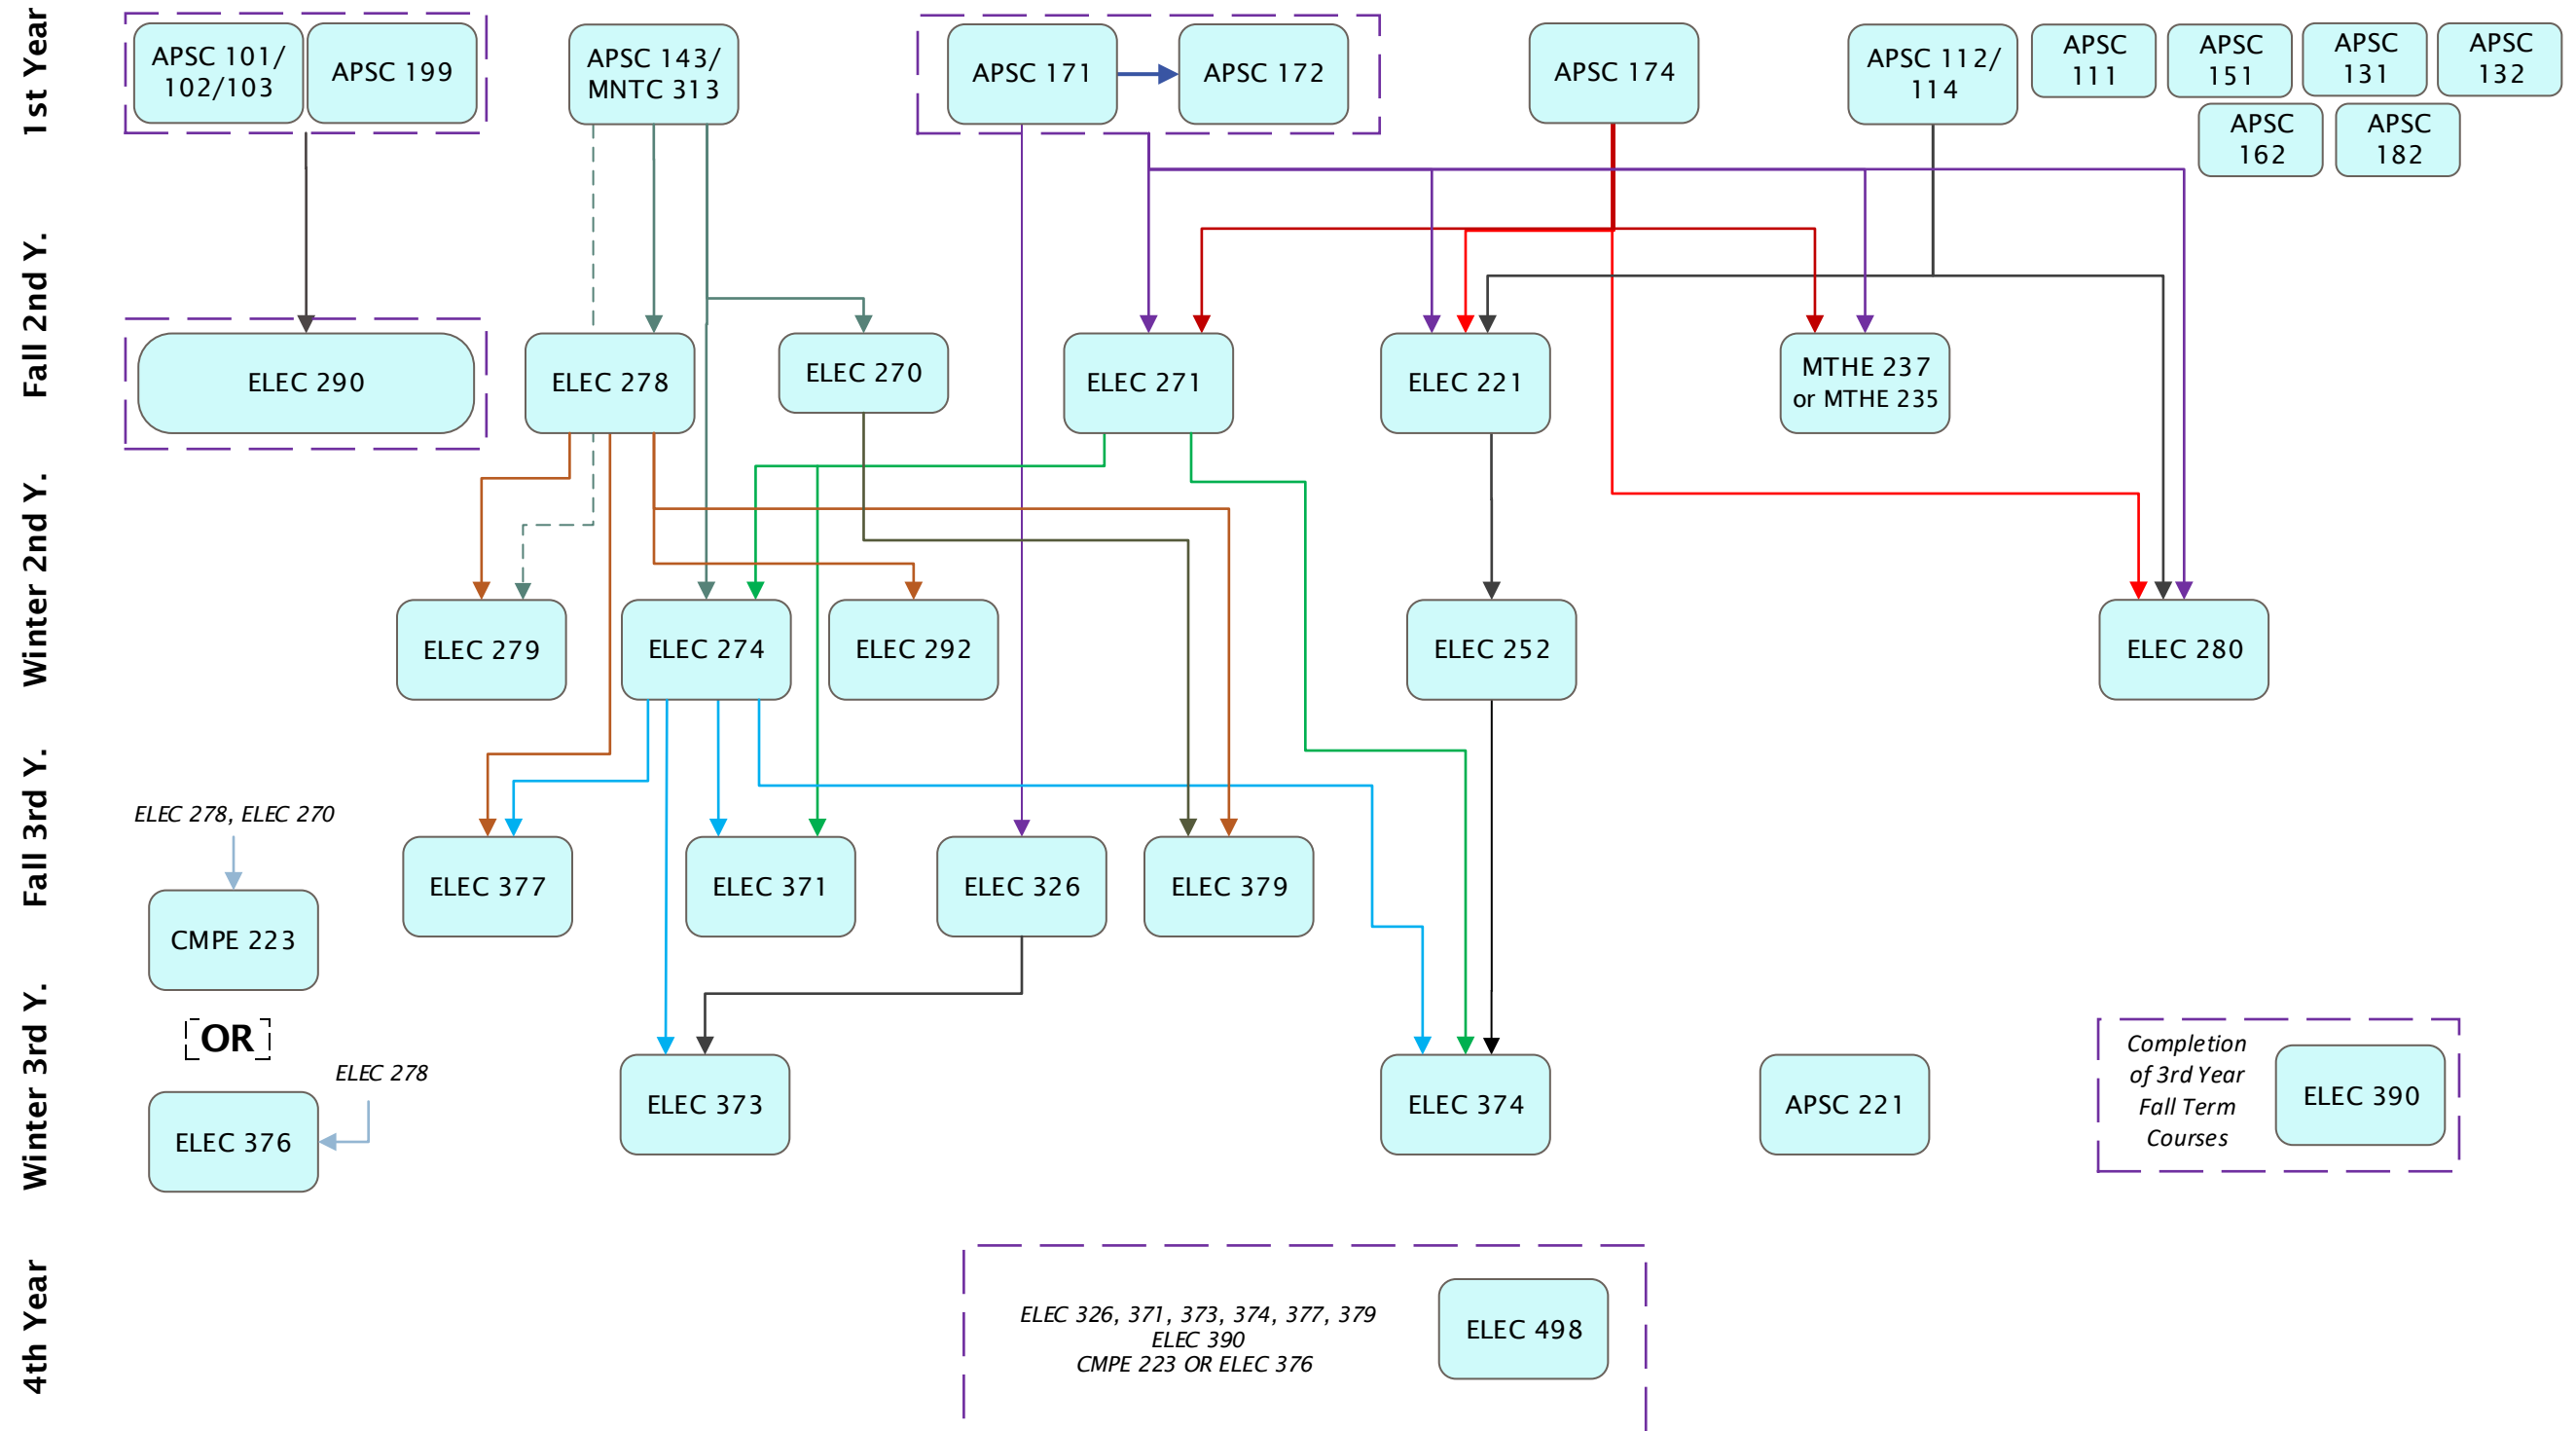 1st Year
APSC 101/
102/103
APSC 199
APSC 143/
MNTC 313
APSC 171
APSC 172
APSC 174
APSC 112/
114
APSC
111
APSC
151
APSC
131
APSC
132
APSC
162
APSC
182
Fall 2nd Y.
ELEC 290
ELEC 278
ELEC 270
ELEC 271
ELEC 221
MTHE 237
or MTHE 235
Winter 2nd Y.
ELEC 279
ELEC 274
ELEC 292
ELEC 252
ELEC 280
Fall 3rd Y.
ELEC 278, ELEC 270
CMPE 223
ELEC 377
ELEC 371
ELEC 326
ELEC 379
Winter 3rd Y.
OR
ELEC 278
ELEC 376
ELEC 373
ELEC 374
APSC 221
Completion
of 3rd Year
Fall Term
Courses
ELEC 390
4th Year
ELEC 326, 371, 373, 374, 377, 379
ELEC 390
CMPE 223 OR ELEC 376
ELEC 498